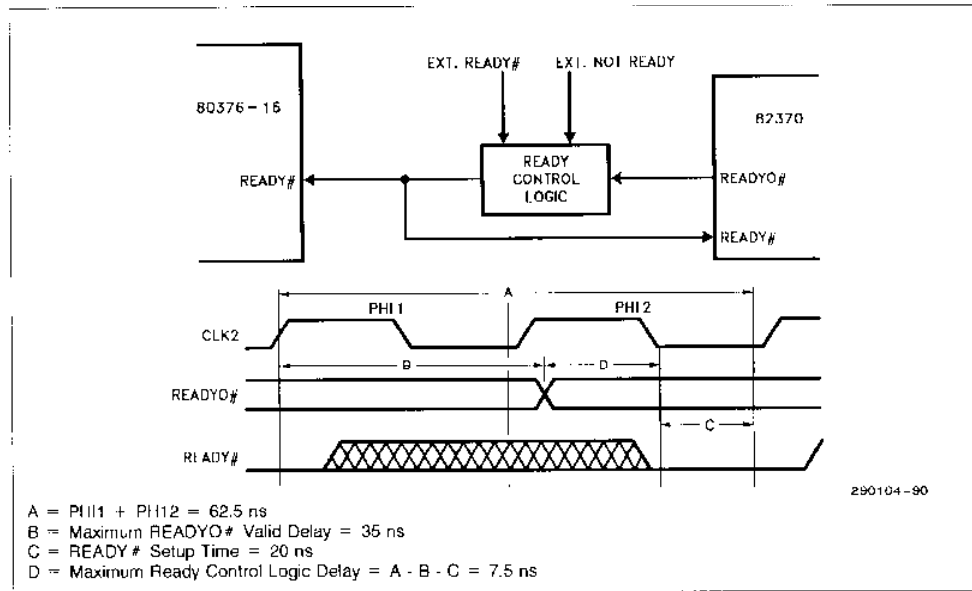 EXT. READY# EXT. NOT READY
80376-16
82370
READY#
READY
CONTROL
LOGIC
READYO#
READY#
A
PHI1
PHI2
CLK2
B
D
READYO#
C
READY#
290104-90
A = PHI1 + PHI2 = 62.5 ns
B = Maximum READYO# Valid Delay = 35 ns
C = READY# Setup Time = 20 ns
D = Maximum Ready Control Logic Delay = A - B - C = 7.5 ns